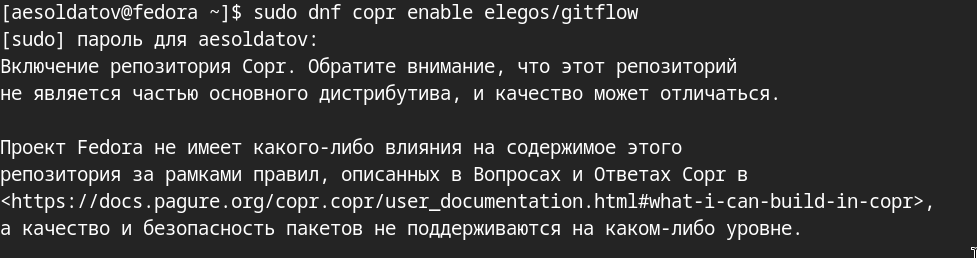 [aesoldatov@fedora ~]$ sudo dnf copr enable elegos/gitflow
[sudo] пароль для aesoldatov:
Включение репозитория Copr. Обратите внимание, что этот репозиторий
не является частью основного дистрибутива, и качество может отличаться.

Проект Fedora не имеет какого-либо влияния на содержимое этого
репозитория за рамками правил, описанных в Вопросах и Ответах Copr в
<https://docs.pagure.org/copr.copr/user_documentation.html#what-i-can-build-in-copr>,
а качество и безопасность пакетов не поддерживаются на каком-либо уровне.